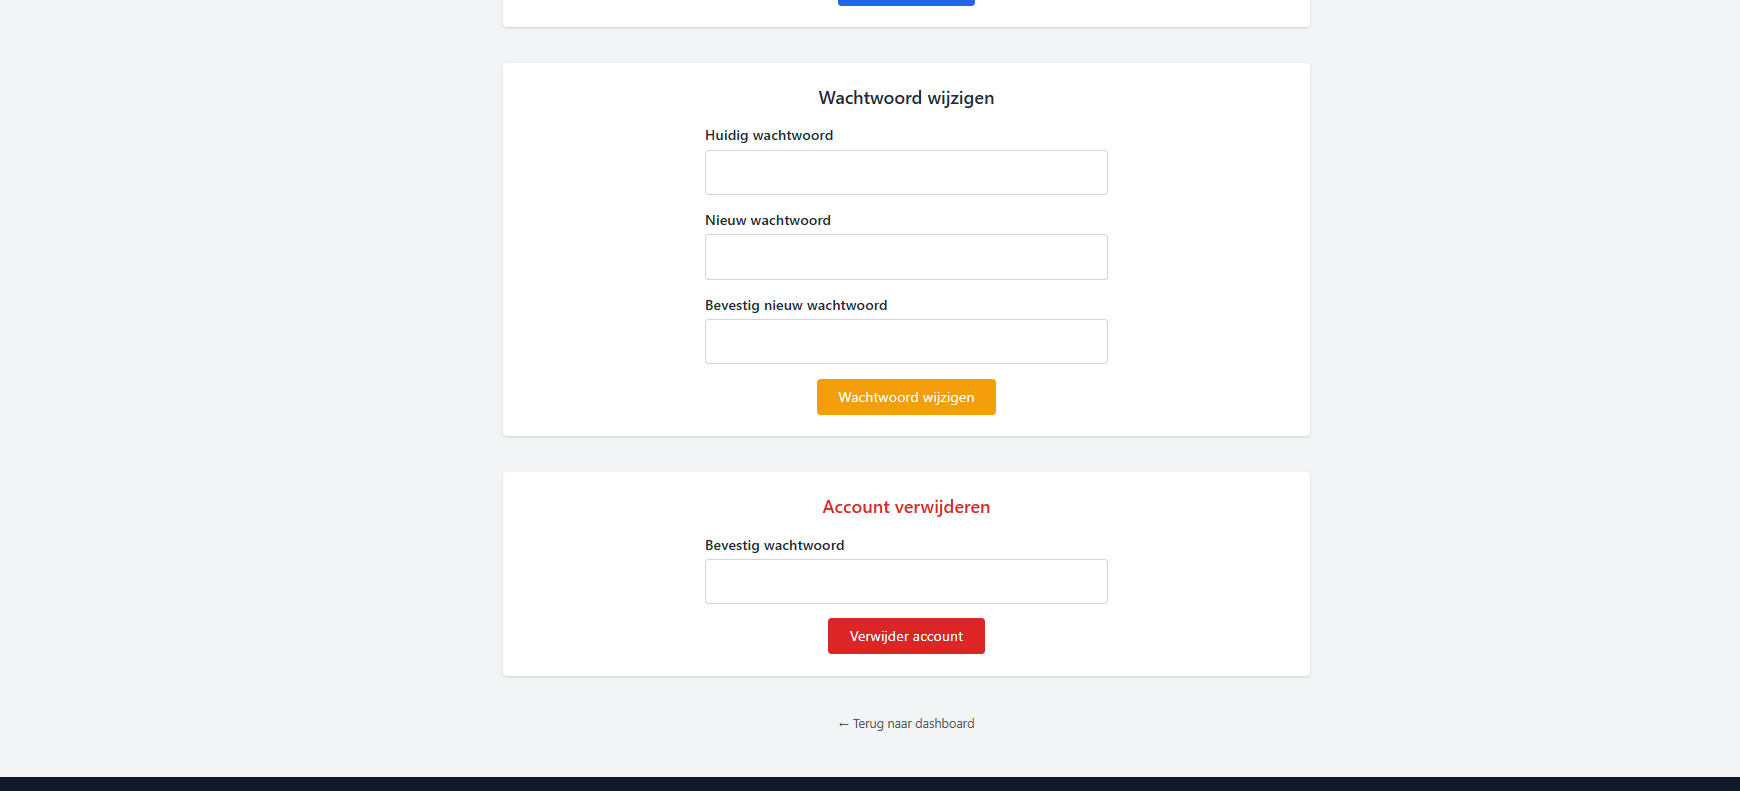 Wachtwoord wijzigen
Huidig wachtwoord
Nieuw wachtwoord
Bevestig nieuw wachtwoord
Wachtwoord wijzigen
Account verwijderen
Bevestig wachtwoord
Verwijder account
← Terug naar dashboard